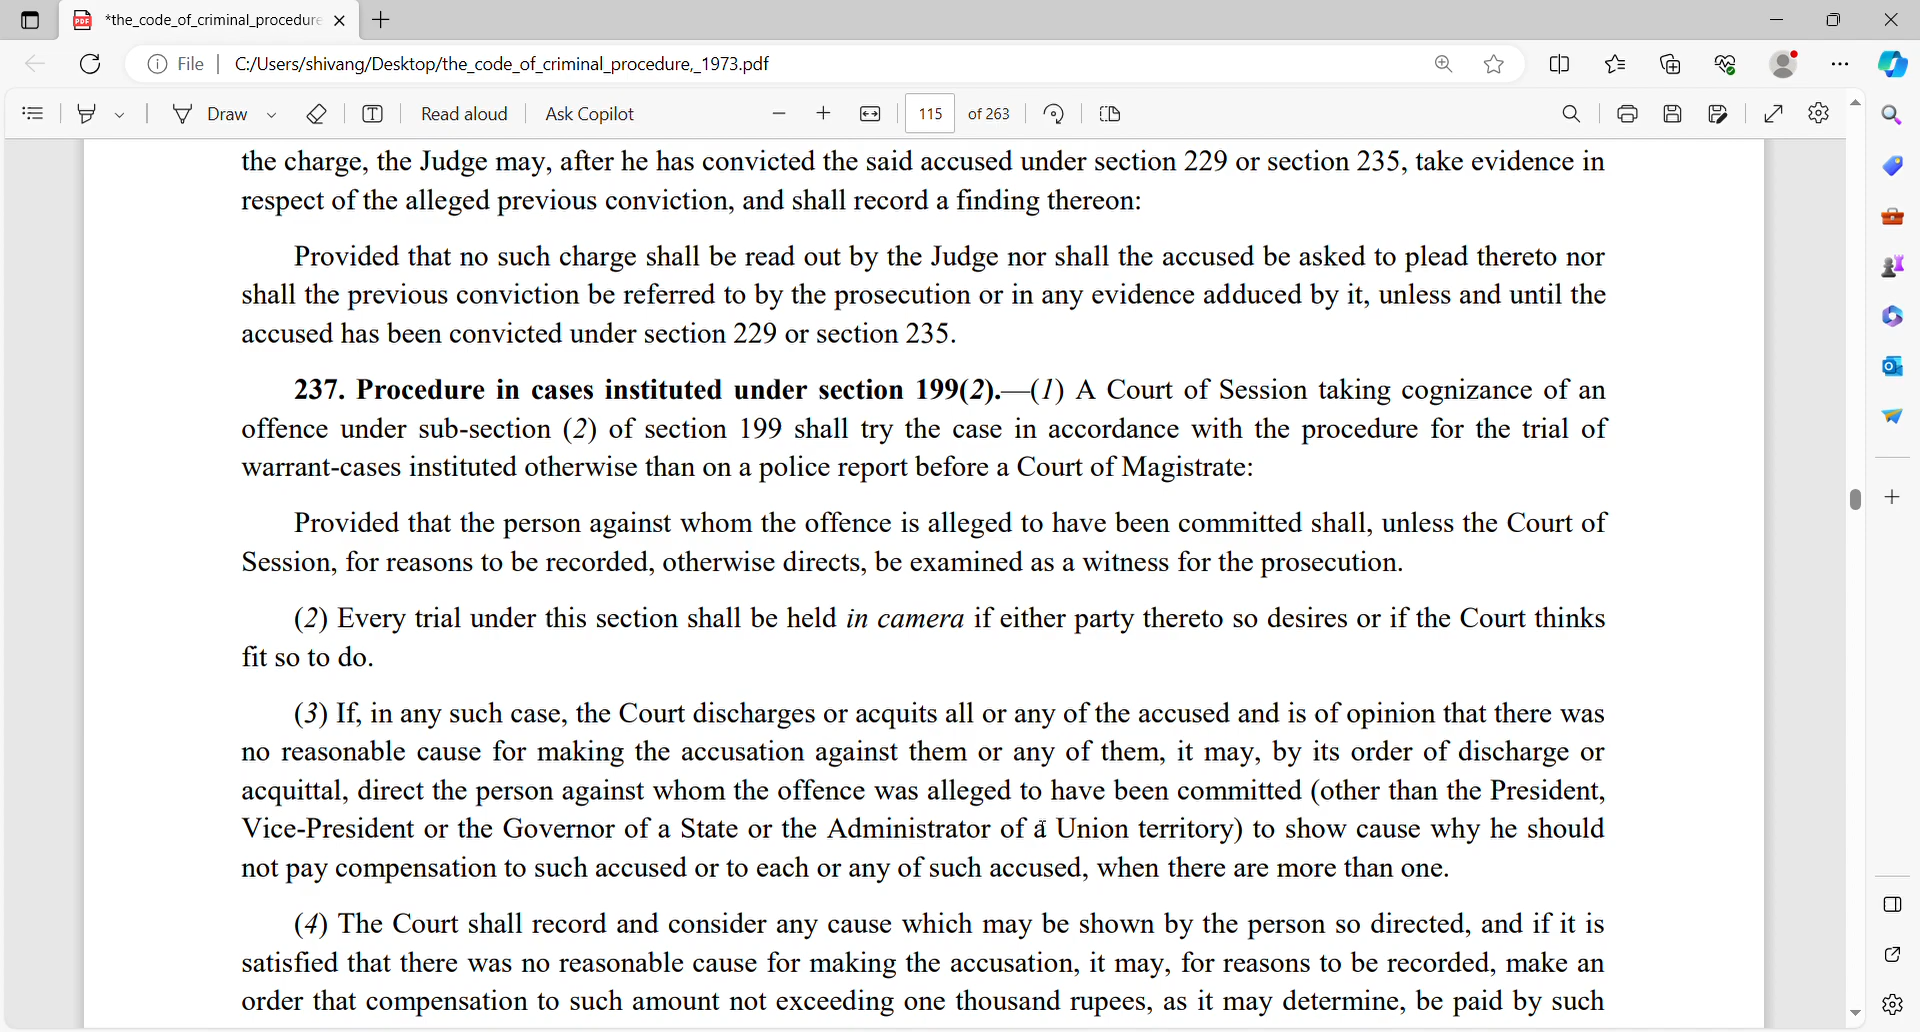 *the_code_of_criminal_procedure
File
C:/Users/shivang/Desktop/the_code_of_criminal_procedure,_1973.pdf
Draw
Read aloud
Ask Copilot
115
of 263
the charge, the Judge may, after he has convicted the said accused under section 229 or section 235, take evidence in
respect of the alleged previous conviction, and shall record a finding thereon:
Provided that no such charge shall be read out by the Judge nor shall the accused be asked to plead thereto nor
shall the previous conviction be referred to by the prosecution or in any evidence adduced by it, unless and until the
accused has been convicted under section 229 or section 235.
237. Procedure in cases instituted under section 199(2).—(1) A Court of Session taking cognizance of an
offence under sub-section (2) of section 199 shall try the case in accordance with the procedure for the trial of
warrant-cases instituted otherwise than on a police report before a Court of Magistrate:
Provided that the person against whom the offence is alleged to have been committed shall, unless the Court of
Session, for reasons to be recorded, otherwise directs, be examined as a witness for the prosecution.
(2) Every trial under this section shall be held in camera if either party thereto so desires or if the Court thinks
fit so to do.
(3) If, in any such case, the Court discharges or acquits all or any of the accused and is of opinion that there was
no reasonable cause for making the accusation against them or any of them, it may, by its order of discharge or
acquittal, direct the person against whom the offence was alleged to have been committed (other than the President,
Vice-President or the Governor of a State or the Administrator of a Union territory) to show cause why he should
not pay compensation to such accused or to each or any of such accused, when there are more than one.
(4) The Court shall record and consider any cause which may be shown by the person so directed, and if it is
satisfied that there was no reasonable cause for making the accusation, it may, for reasons to be recorded, make an
order that compensation to such amount not exceeding one thousand rupees, as it may determine, be paid by such